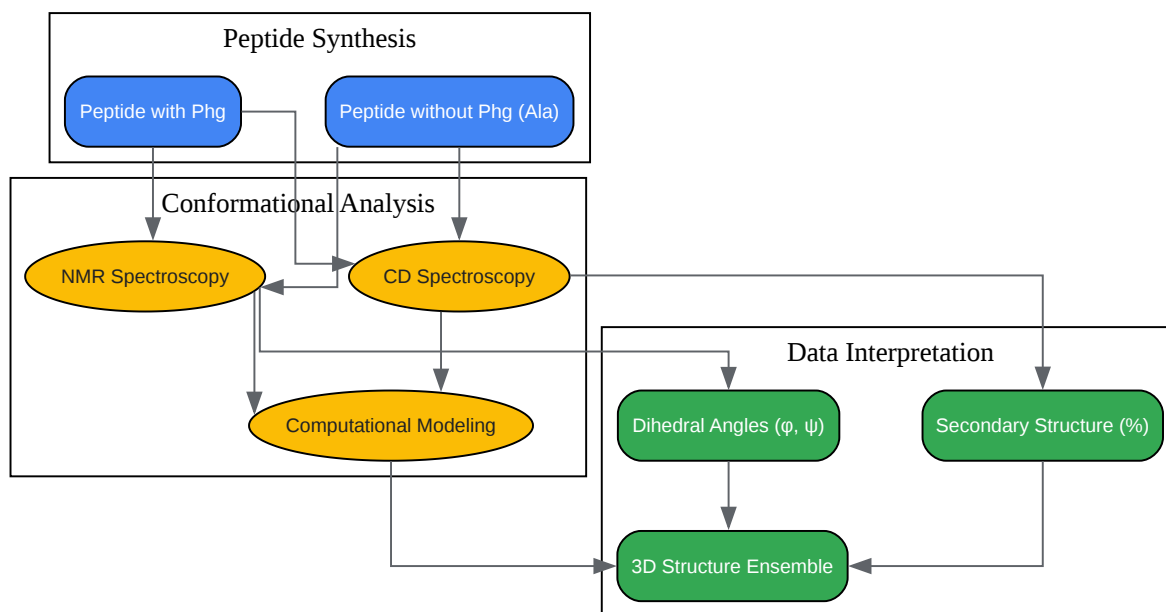 Peptide Synthesis
Peptide with Phg
Peptide without Phg (Ala)
Conformational Analysis
NMR Spectroscopy
CD Spectroscopy
Computational Modeling
Data Interpretation
Dihedral Angles (φ, ψ)
Secondary Structure (%)
3D Structure Ensemble